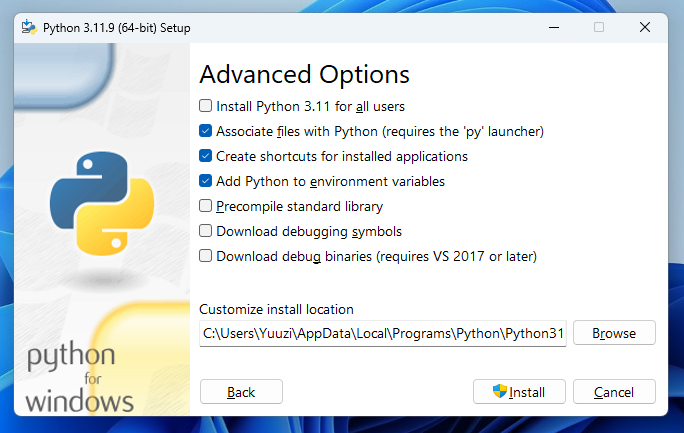 Python 3.11.9 (64-bit) Setup
Advanced Options
Install Python 3.11 for all users
Associate files with Python (requires the 'py' launcher)
Create shortcuts for installed applications
Add Python to environment variables
Precompile standard library
Download debugging symbols
Download debug binaries (requires VS 2017 or later)
Customize install location
C:\Users\Yuuzi\AppData\Local\Programs\Python\Python31
Browse
python
for
windows
Back
Install
Cancel